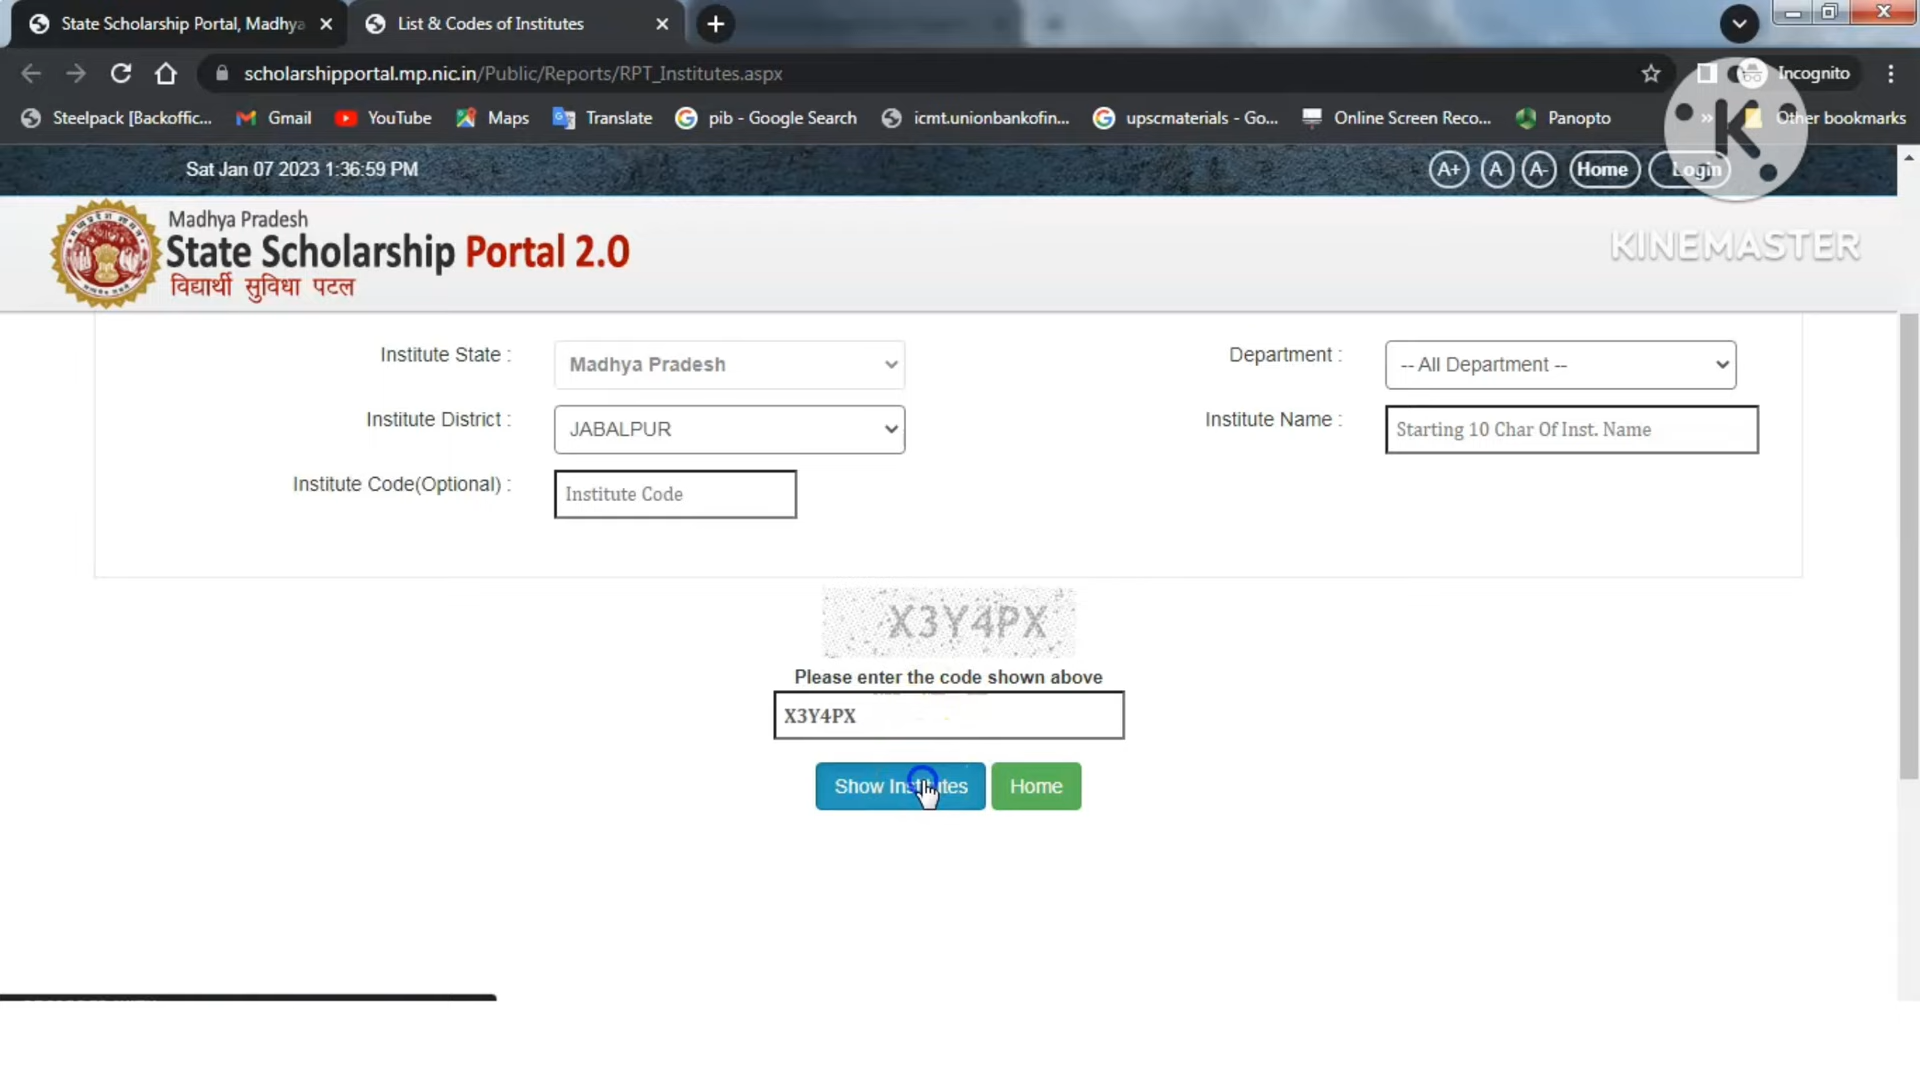 State Scholarship Portal, Madhya
List & Codes of Institutes
scholarshipportal.mp.nic.in/Public/Reports/RPT_Institutes.aspx
Incognito
Steelpack [Backoffic...
Gmail
YouTube
Maps
Translate
pib - Google Search
icmt.unionbankofin...
upscmaterials - Go...
Online Screen Reco...
Panopto
»
Other bookmarks
Sat Jan 07 2023 1:36:59 PM
A+
A
A-
Home
Login
Madhya Pradesh
State Scholarship Portal 2.0
विद्यार्थी सुविधा पटल
KINEMASTER
Institute State :
Madhya Pradesh
Department :
-- All Department --
Institute District :
JABALPUR
Institute Name :
Starting 10 Char Of Inst. Name
Institute Code(Optional) :
Institute Code
X3Y4PX
Please enter the code shown above
X3Y4PX
Show Institutes
Home